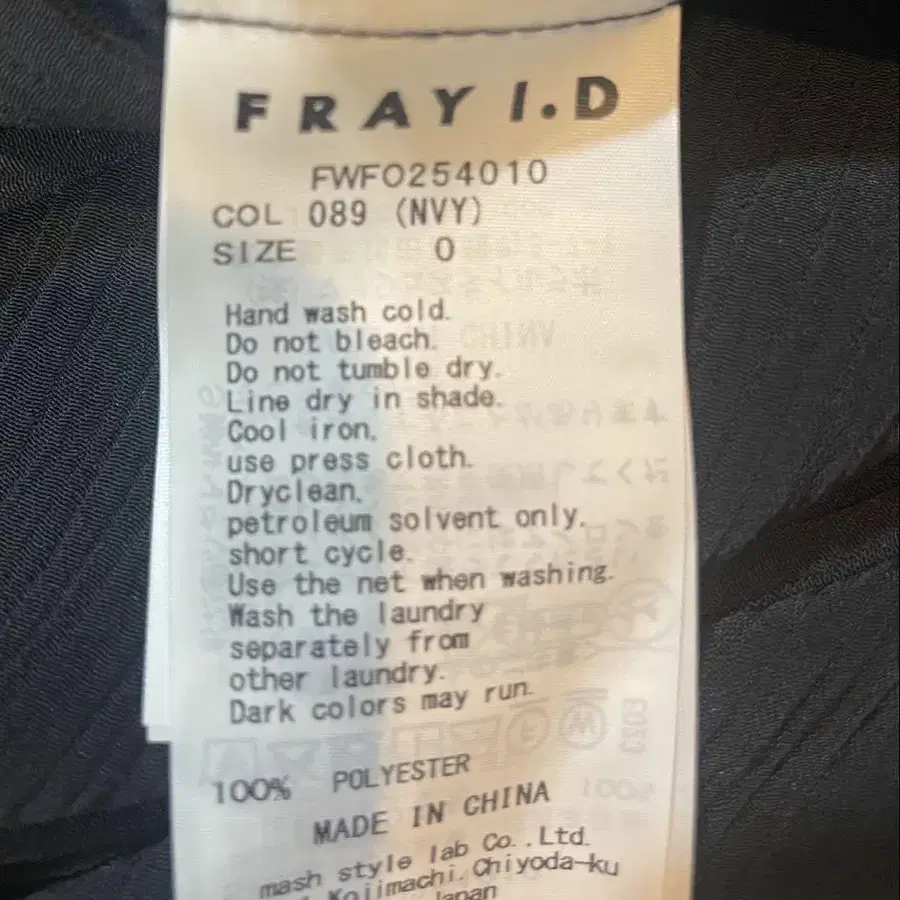 FRAY I.D
FWFO254010
COL 089 (NVY)
SIZE 0
Hand wash cold.
Do not bleach.
Do not tumble dry.
Line dry in shade.
Cool iron.
use press cloth.
Dryclean.
petroleum solvent only.
short cycle.
Use the net when washing.
Wash the laundry
separately from
other laundry.
Dark colors may run.
100% POLYESTER
MADE IN CHINA
mash style lab Co..Ltd.
Kojimachi.Chiyoda-ku
Japan